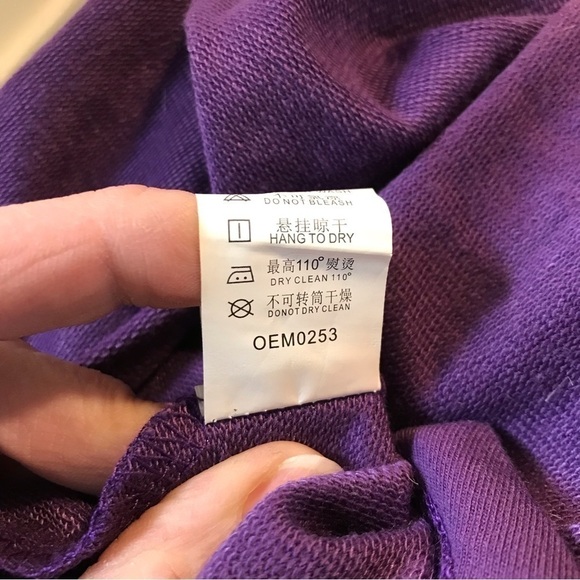 DO NOT BLEASH
悬挂晾干
HANG TO DRY
最高110°熨烫
DRY CLEAN 110°
不可转筒干燥
DONOT DRY CLEAN
OEM0253